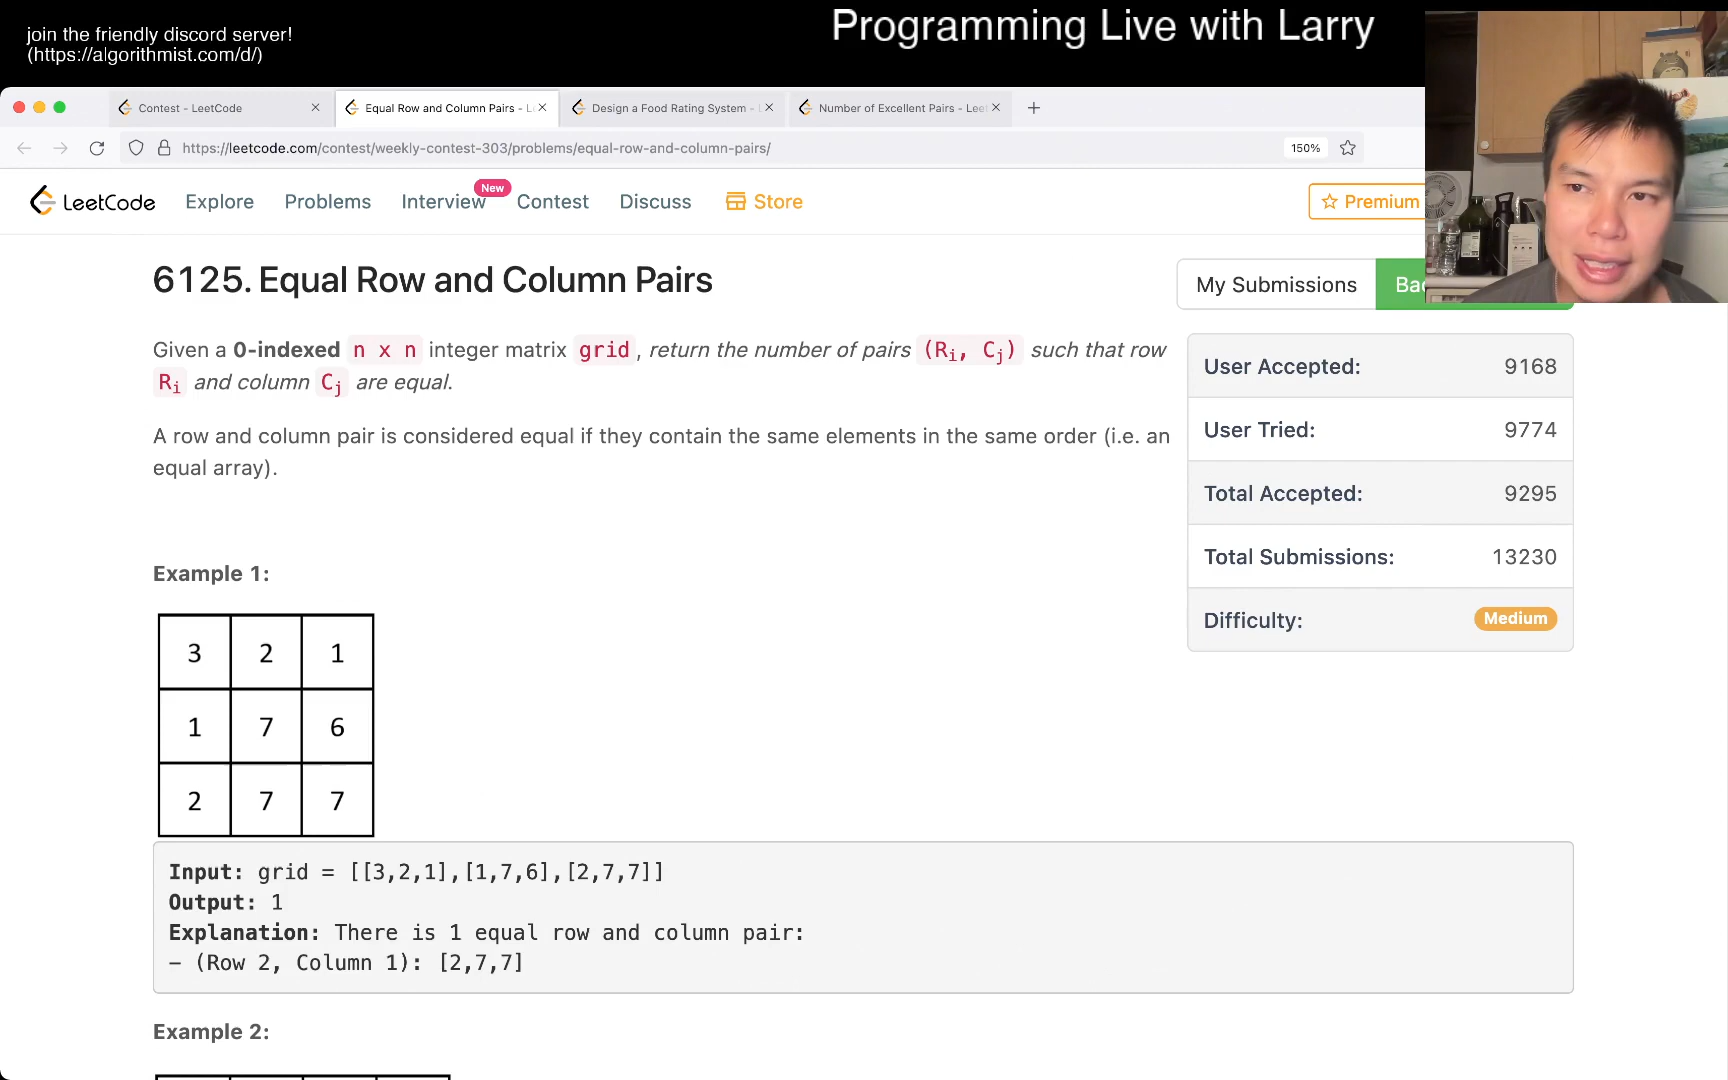 join the friendly discord server!
(https://algorithmist.com/d/)
Programming Live with Larry
Contest - LeetCode
Equal Row and Column Pairs - L
Design a Food Rating System -
Number of Excellent Pairs - Lee
https://leetcode.com/contest/weekly-contest-303/problems/equal-row-and-column-pairs/
150%
LeetCode
Explore
Problems
Interview
New
Contest
Discuss
Store
Premium
6125. Equal Row and Column Pairs
My Submissions
Given a 0-indexed n x n integer matrix grid, return the number of pairs (Ri, Cj) such that row
Ri and column Cj are equal.
A row and column pair is considered equal if they contain the same elements in the same order (i.e. an
equal array).
User Accepted: 9168
User Tried: 9774
Total Accepted: 9295
Total Submissions: 13230
Difficulty: Medium
Example 1:
3 2 1
1 7 6
2 7 7
Input: grid = [[3,2,1],[1,7,6],[2,7,7]]
Output: 1
Explanation: There is 1 equal row and column pair:
- (Row 2, Column 1): [2,7,7]
Example 2: